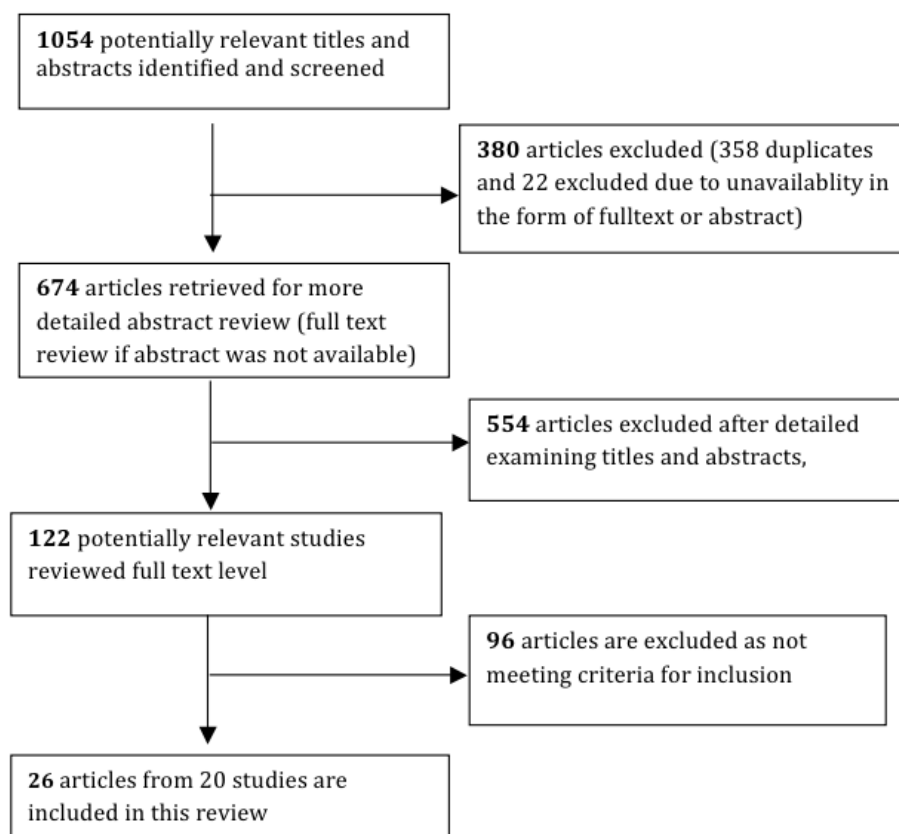 1054 potentially relevant titles and
abstracts identified and screened
380 articles excluded (358 duplicates
and 22 excluded due to unavailablity in
the form of fulltext or abstract)
674 articles retrieved for more
detailed abstract review (full text
review if abstract was not available)
554 articles excluded after detailed
examining titles and abstracts,
122 potentially relevant studies
reviewed full text level
96 articles are excluded as not
meeting criteria for inclusion
26 articles from 20 studies are
included in this review